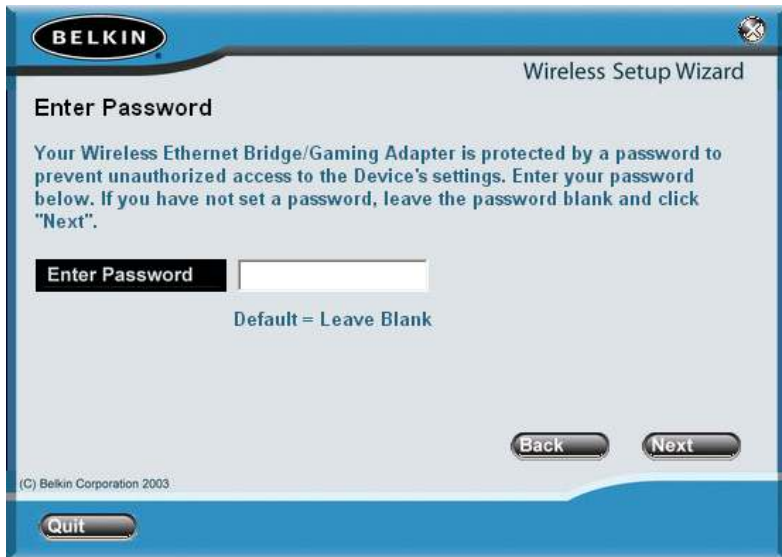 BELKIN
Wireless Setup Wizard
Enter Password
Your Wireless Ethernet Bridge/Gaming Adapter is protected by a password to
prevent unauthorized access to the Device's settings. Enter your password
below. If you have not set a password, leave the password blank and click
"Next".
Enter Password
Default = Leave Blank
Back
Next
(C) Belkin Corporation 2003
Quit